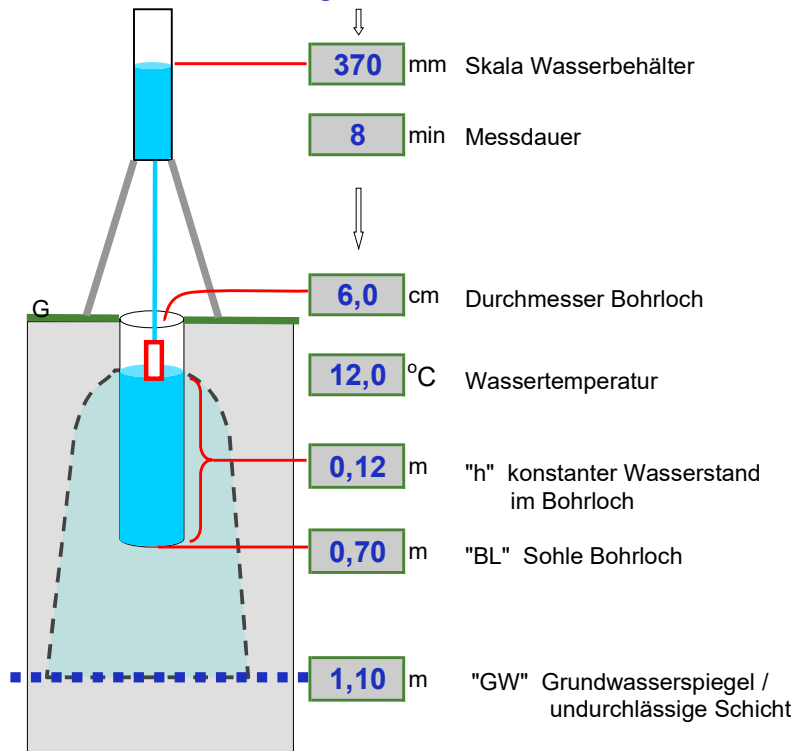 370 mm Skala Wasserbehälter
8 min Messdauer
6,0 cm Durchmesser Bohrloch
G
12,0 °C Wassertemperatur
0,12 m "h" konstanter Wasserstand
im Bohrloch
0,70 m "BL" Sohle Bohrloch
1,10 m "GW" Grundwasserspiegel /
undurchlässige Schicht